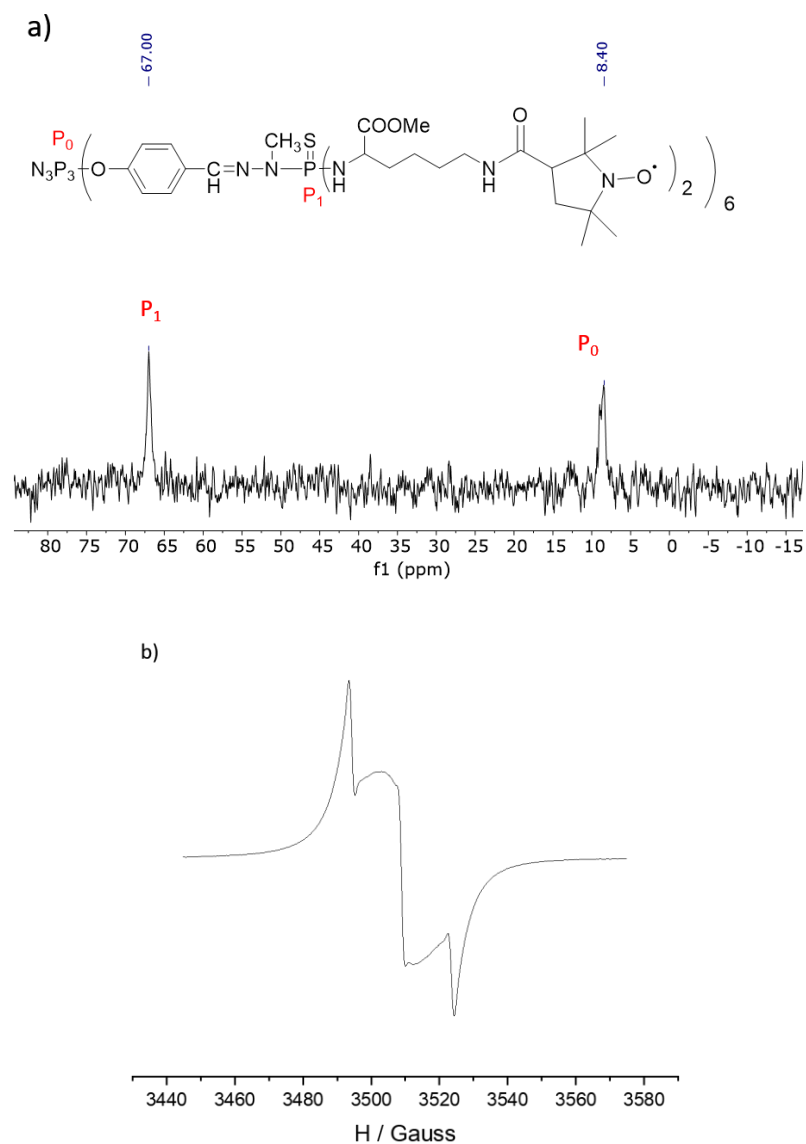 a)
– 67.00
– 8.40
P0
N3P3
O
C
H
N
N
CH3
S
P
P1
N
H
COOMe
N
H
O
N
O•
2
6
P1
P0
80 75 70 65 60 55 50 45 40 35 30 25 20 15 10 5 0 -5 -10 -15
f1 (ppm)
b)
3440 3460 3480 3500 3520 3540 3560 3580
H / Gauss